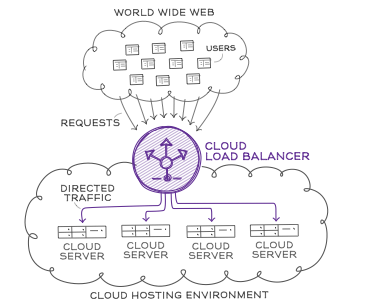 WORLD WIDE WEB
USERS
REQUESTS
CLOUD
LOAD BALANCER
DIRECTED
TRAFFIC
CLOUD
SERVER
CLOUD
SERVER
CLOUD
SERVER
CLOUD
SERVER
CLOUD HOSTING ENVIRONMENT